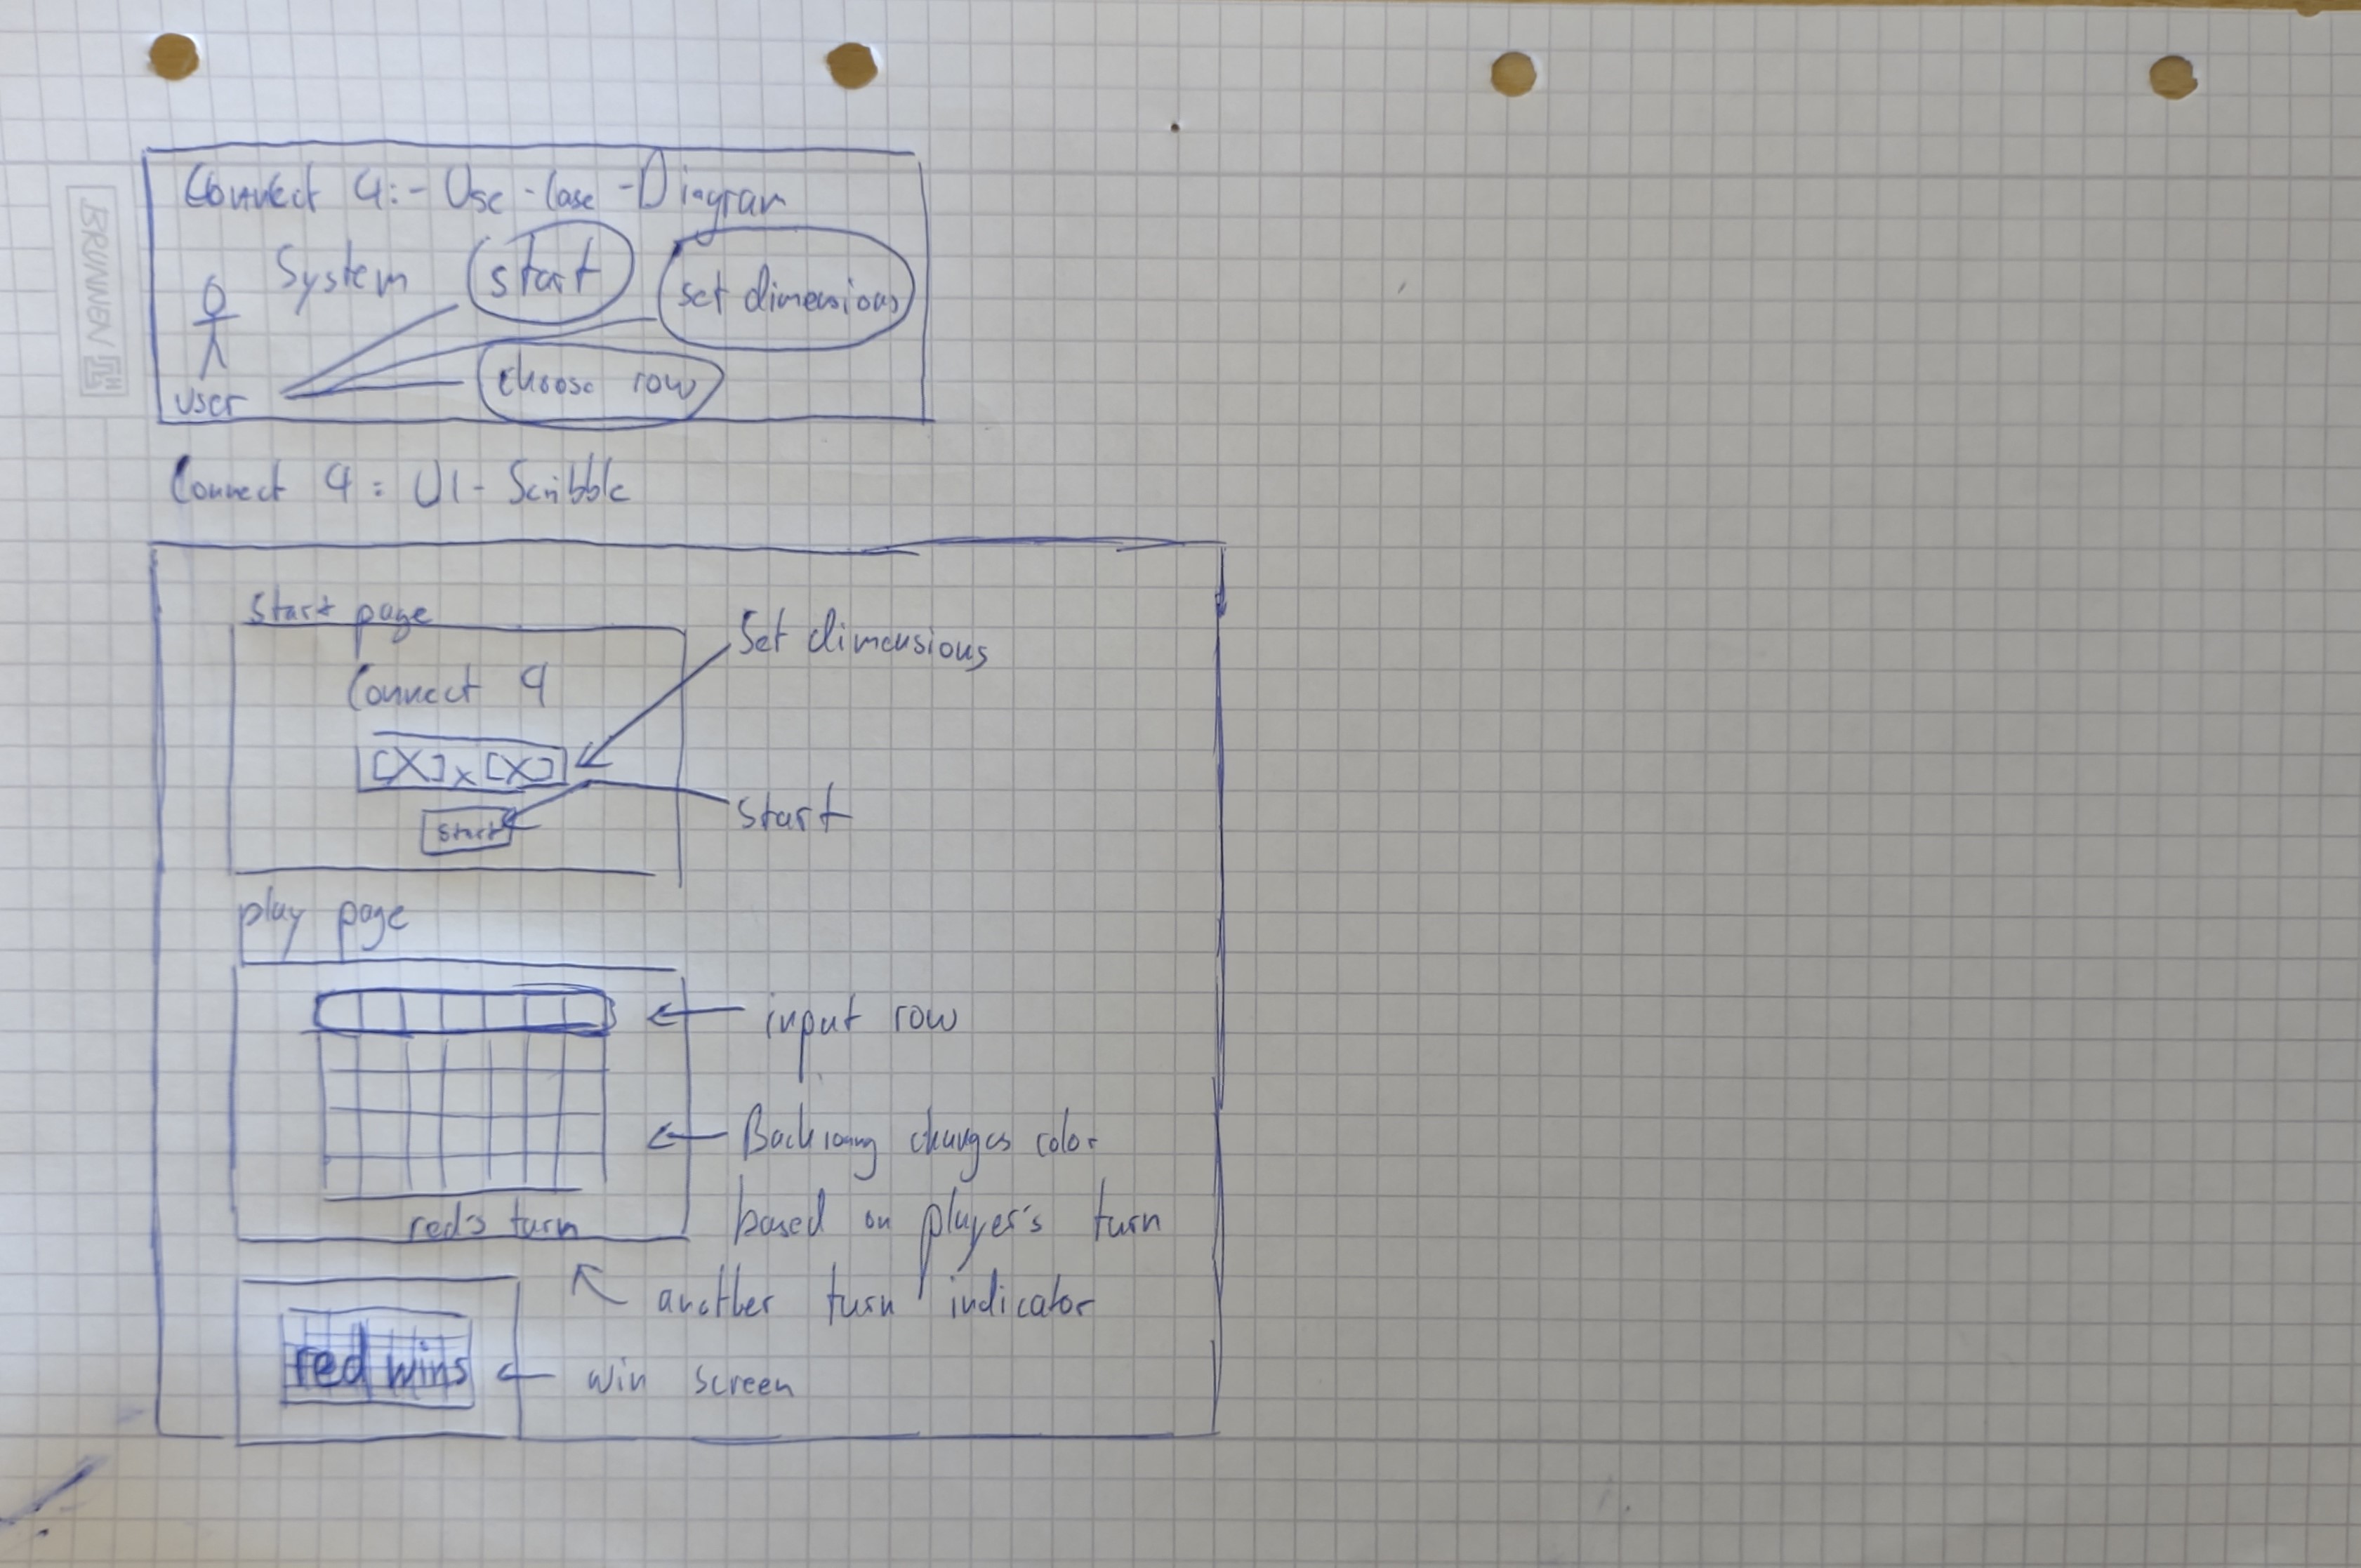 Connect 4:- Use-Case-Diagram
System
start
set dimensions
choose row
user
BRUNNEN
Connect 4: UI- Scribble
Start page
Set dimensions
Connect 4
[X]x[X]
start
Start
play page
input row
changes color
based on player's turn
red's turn
another turn indicator
red wins
win screen